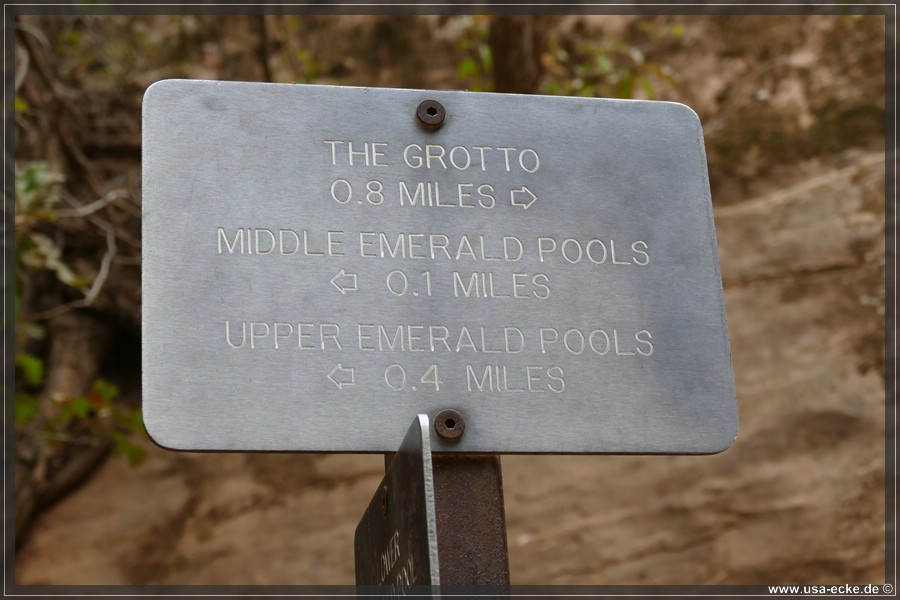 THE GROTTO
0.8 MILES ⇨
MIDDLE EMERALD POOLS
⇦ 0.1 MILES
UPPER EMERALD POOLS
⇦ 0.4 MILES
www.usa-ecke.de ©